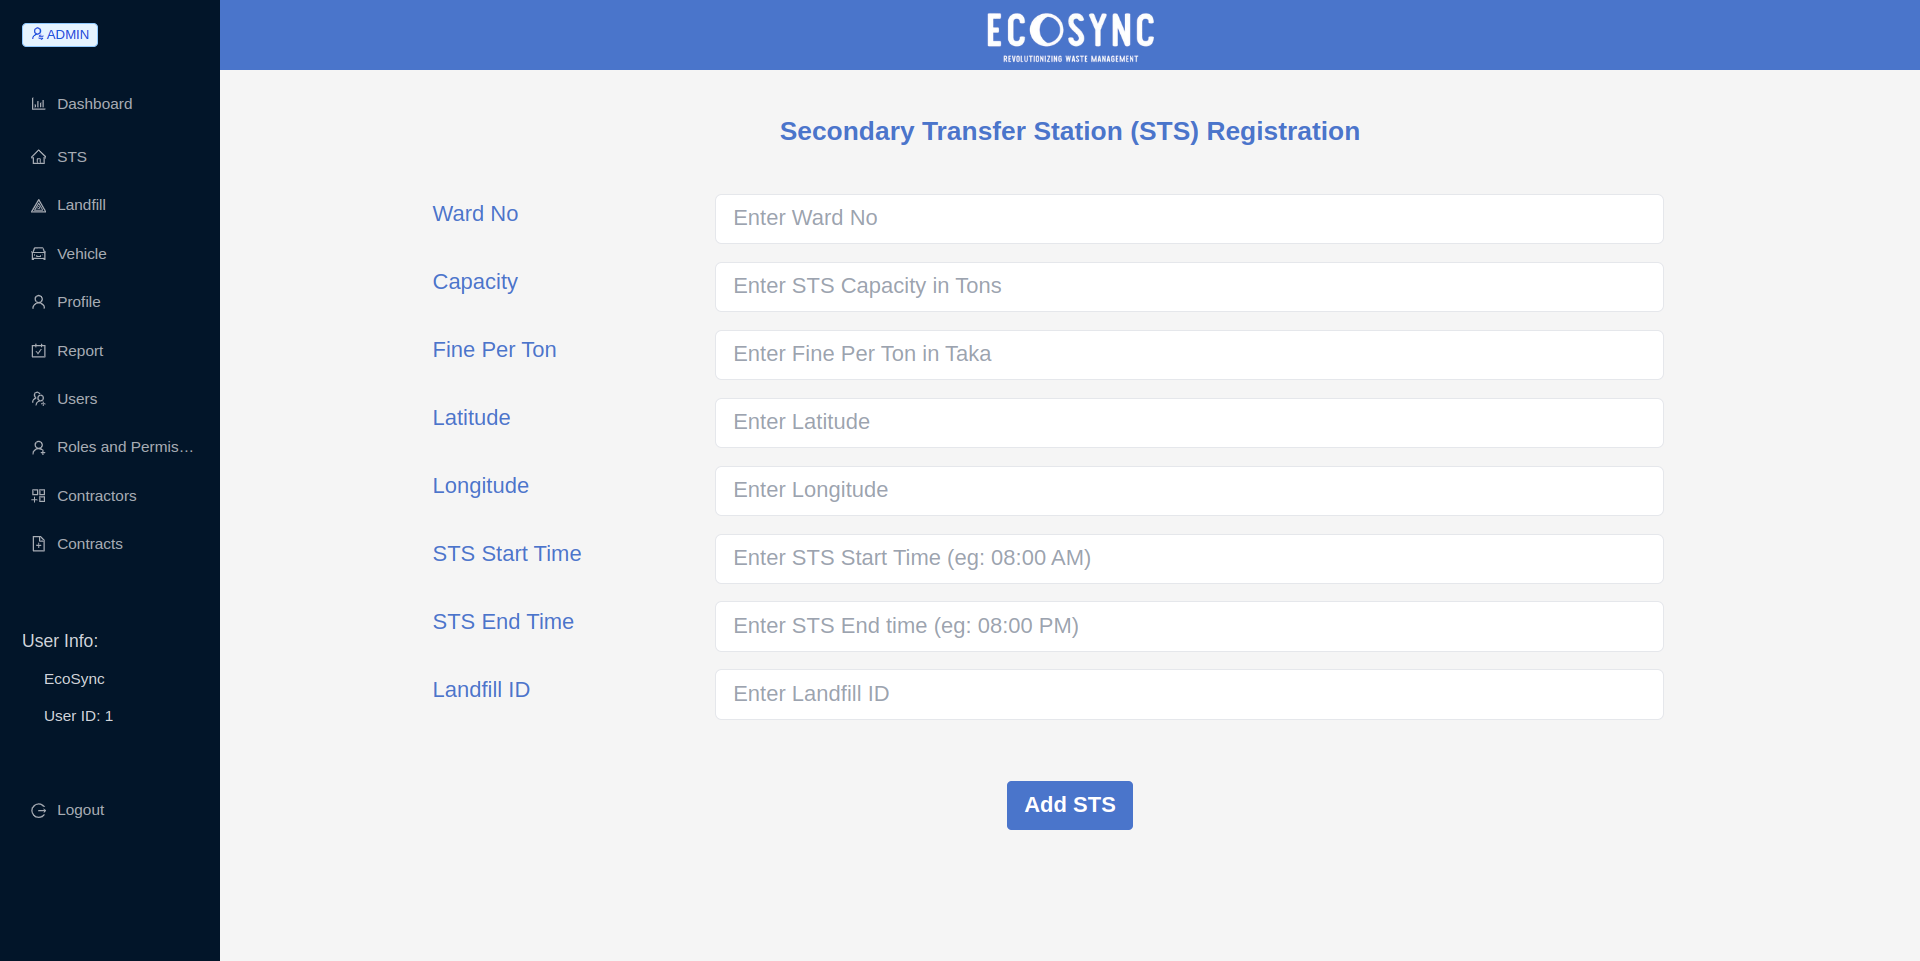 ADMIN
Dashboard
STS
Landfill
Vehicle
Profile
Report
Users
Roles and Permis…
Contractors
Contracts
User Info:
EcoSync
User ID: 1
Logout
ECOSYNC
REVOLUTIONIZING WASTE MANAGEMENT
Secondary Transfer Station (STS) Registration
Ward No
Enter Ward No
Capacity
Enter STS Capacity in Tons
Fine Per Ton
Enter Fine Per Ton in Taka
Latitude
Enter Latitude
Longitude
Enter Longitude
STS Start Time
Enter STS Start Time (eg: 08:00 AM)
STS End Time
Enter STS End time (eg: 08:00 PM)
Landfill ID
Enter Landfill ID
Add STS